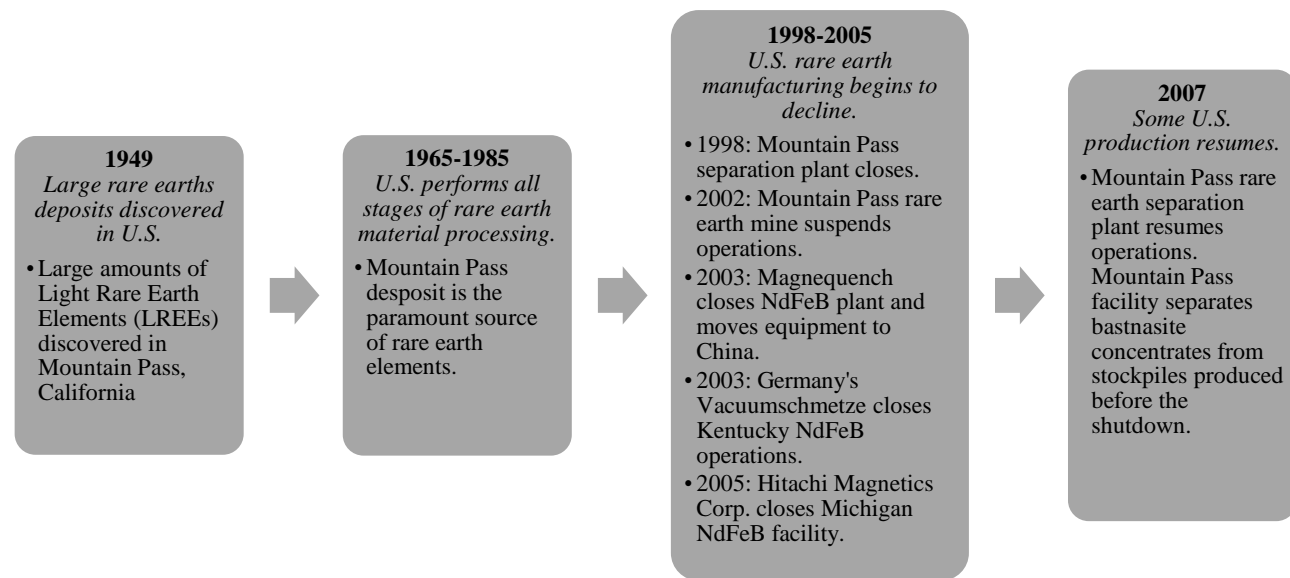 1949
Large rare earths
deposits discovered
in U.S.
• Large amounts of
Light Rare Earth
Elements (LREEs)
discovered in
Mountain Pass,
California
1965-1985
U.S. performs all
stages of rare earth
material processing.
• Mountain Pass
desposit is the
paramount source
of rare earth
elements.
1998-2005
U.S. rare earth
manufacturing begins to
decline.
• 1998: Mountain Pass
separation plant closes.
• 2002: Mountain Pass rare
earth mine suspends
operations.
• 2003: Magnequench
closes NdFeB plant and
moves equipment to
China.
• 2003: Germany's
Vacuumschmetze closes
Kentucky NdFeB
operations.
• 2005: Hitachi Magnetics
Corp. closes Michigan
NdFeB facility.
2007
Some U.S.
production resumes.
• Mountain Pass rare
earth separation
plant resumes
operations.
Mountain Pass
facility separates
bastnasite
concentrates from
stockpiles produced
before the
shutdown.